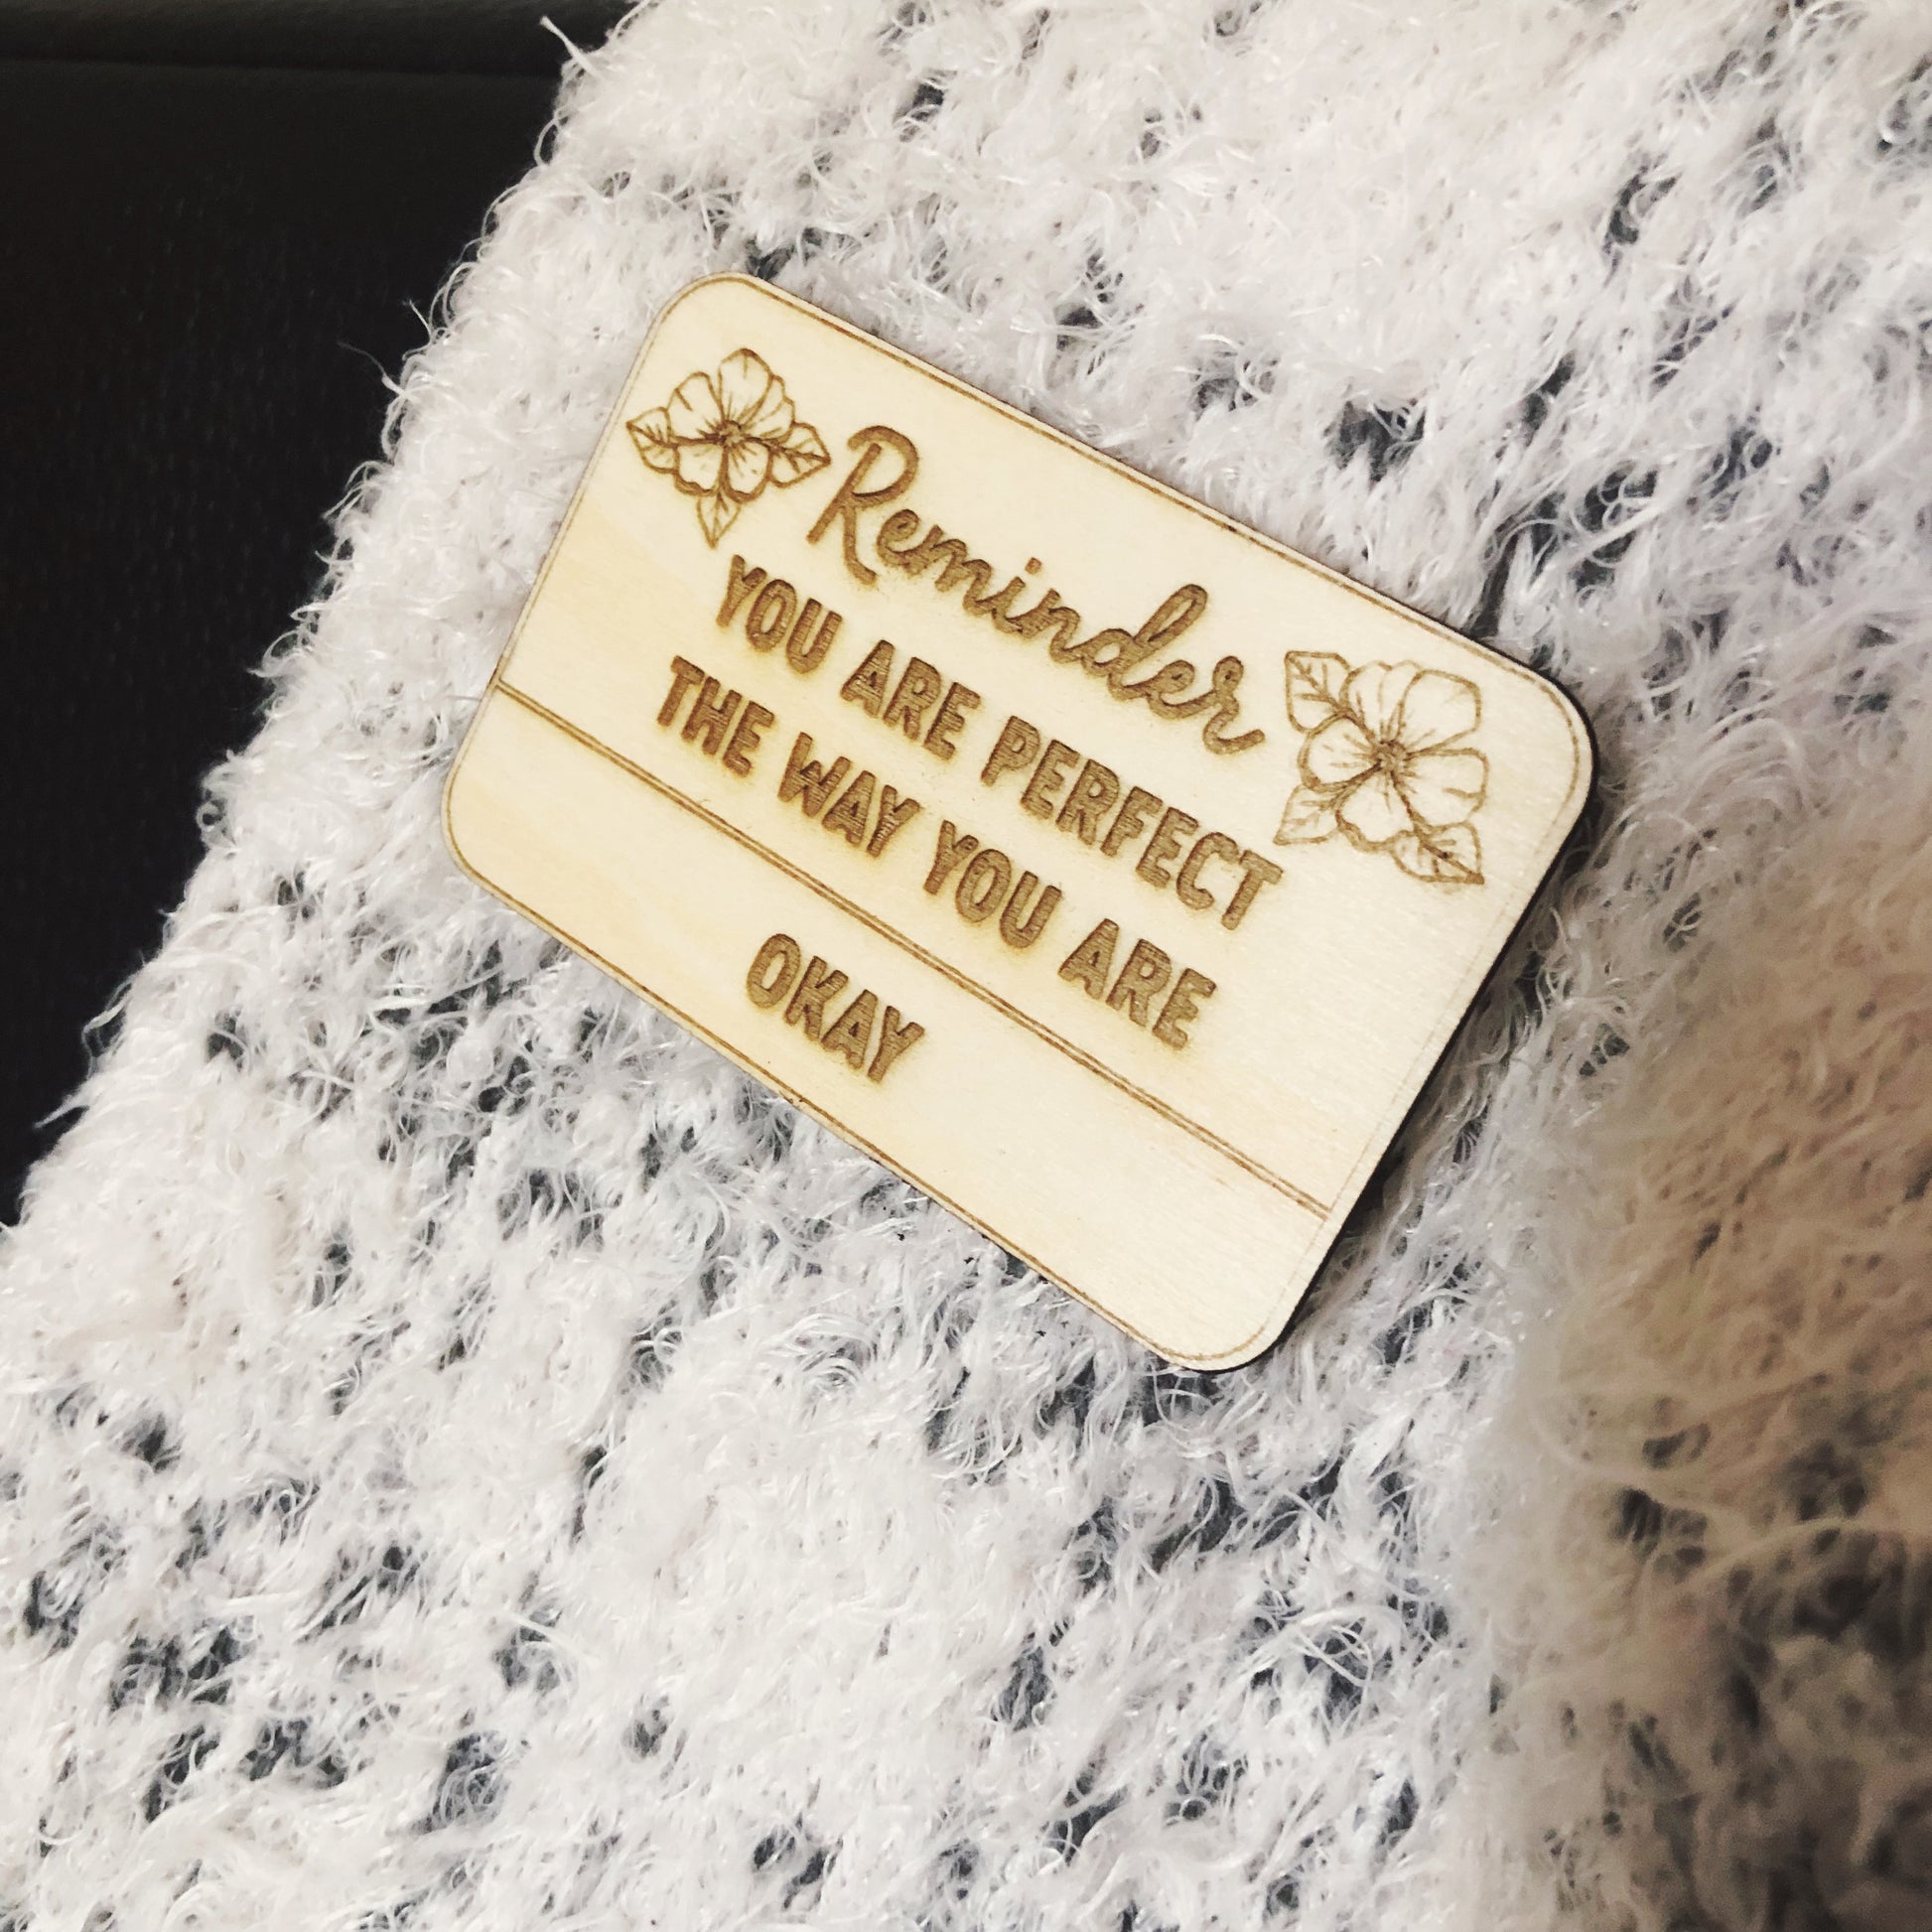 Reminder
YOU ARE PERFECT
THE WAY YOU ARE
OKAY